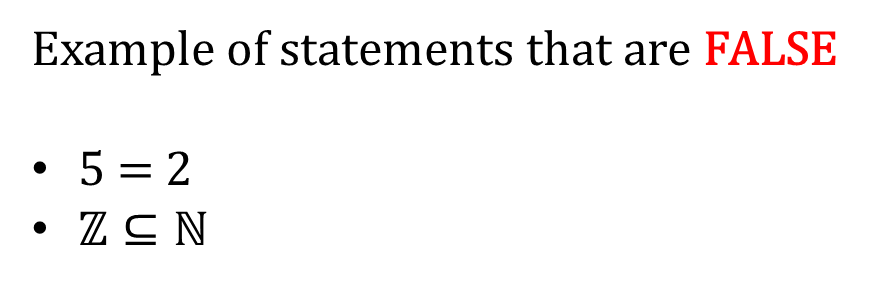 Example of statements that are FALSE
• 5 = 2
• ℤ ⊆ ℕ